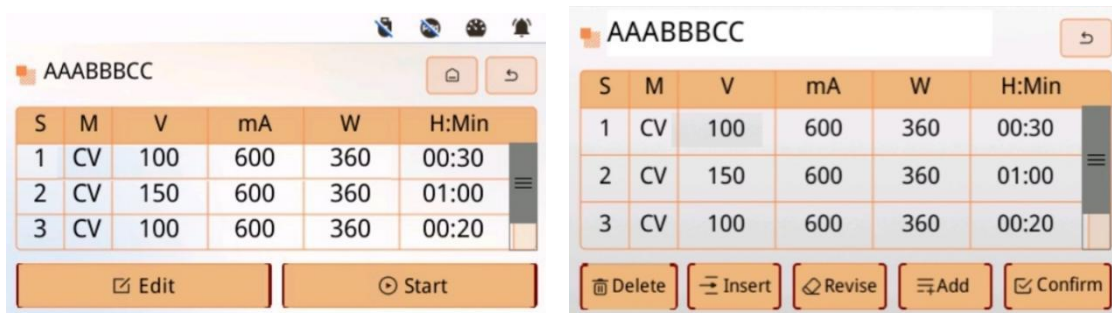 AAABBBCC
S M V mA W H:Min
1 CV 100 600 360 00:30
2 CV 150 600 360 01:00
3 CV 100 600 360 00:20
Edit Start
AAABBBCC
S M V mA W H:Min
1 CV 100 600 360 00:30
2 CV 150 600 360 01:00
3 CV 100 600 360 00:20
Delete Insert Revise Add Confirm